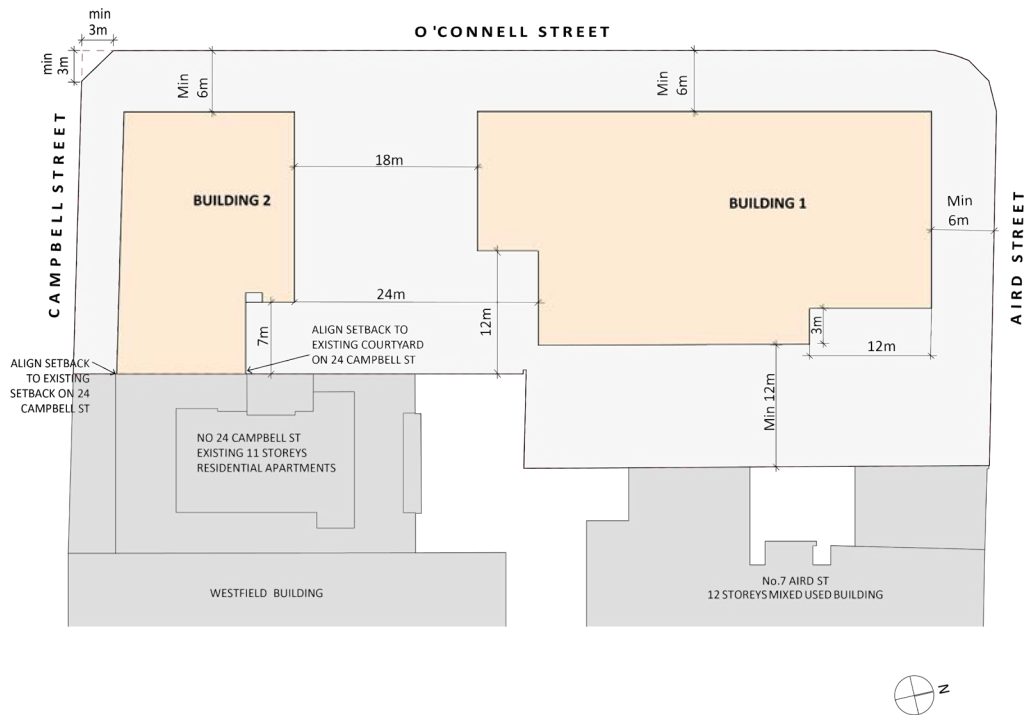 min
3m
O'CONNELL STREET
min
3m
Min
6m
Min
6m
CAMPBELL STREET
18m
BUILDING 2
BUILDING 1
Min
6m
AIRD STREET
24m
7m
12m
3m
12m
ALIGN SETBACK TO
EXISTING COURTYARD
ON 24 CAMPBELL ST
ALIGN SETBACK
TO EXISTING
SETBACK ON 24
CAMPBELL ST
Min 12m
NO 24 CAMPBELL ST
EXISTING 11 STOREYS
RESIDENTIAL APARTMENTS
WESTFIELD BUILDING
No.7 AIRD ST
12 STOREYS MIXED USED BUILDING
N